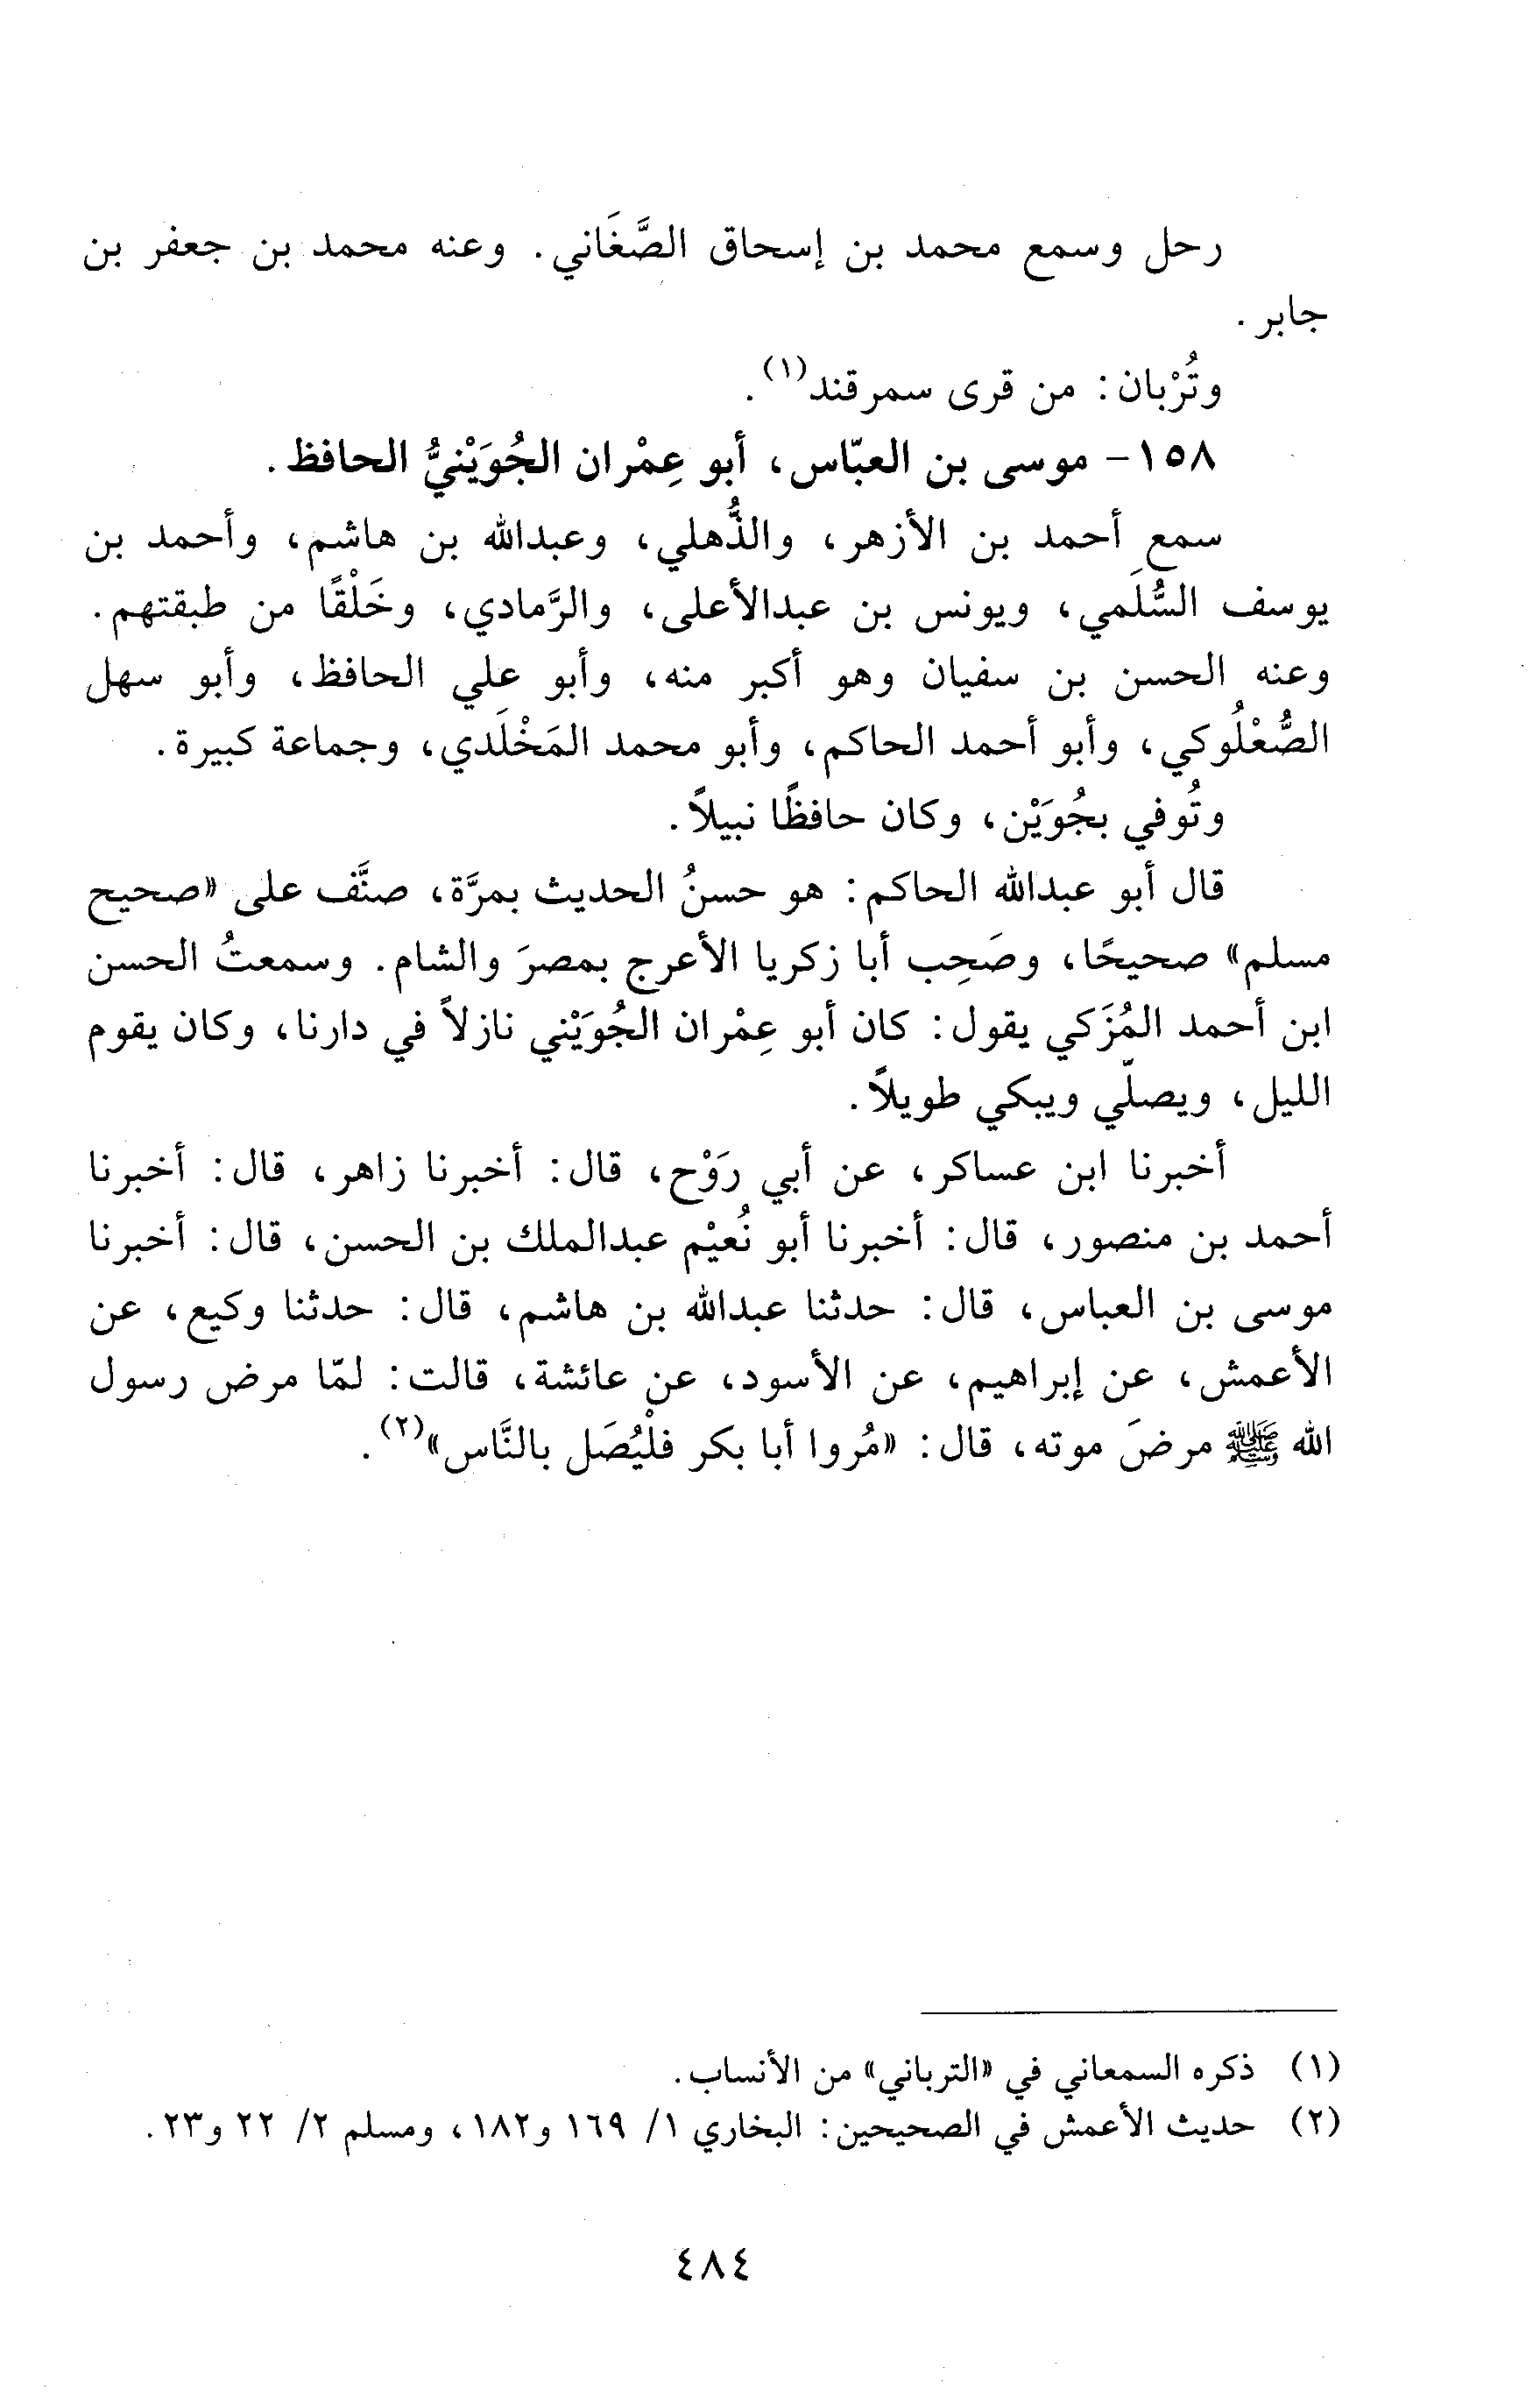 رحل وسمع محمد بن إسحاق الصَّغَاني. وعنه محمد بن جعفر بن
جابر.
وتُرْبان: من قرى سمرقند(١).
١٥٨- موسى بن العبّاس، أبو عِمْران الجُوَيْنيُّ الحافظ.
سمع أحمد بن الأزهر، والذُّهلي، وعبدالله بن هاشم، وأحمد بن
يوسف السُّلَمي، ويونس بن عبدالأعلى، والرَّمادي، وخَلْقًا من طبقتهم.
وعنه الحسن بن سفيان وهو أكبر منه، وأبو علي الحافظ، وأبو سهل
الصُّعْلُوكي، وأبو أحمد الحاكم، وأبو محمد المَخْلَدي، وجماعة كبيرة.
وتُوفي بجُوَيْن، وكان حافظًا نبيلاً.
قال أبو عبدالله الحاكم: هو حسنُ الحديث بمرَّة، صنَّف على «صحيح
مسلم» صحيحًا، وصَحِب أبا زكريا الأعرج بمصرَ والشام. وسمعتُ الحسن
ابن أحمد المُزَكي يقول: كان أبو عِمْران الجُوَيْني نازلاً في دارنا، وكان يقوم
الليل، ويصلّي ويبكي طويلاً.
أخبرنا ابن عساكر، عن أبي رَوْح، قال: أخبرنا زاهر، قال: أخبرنا
أحمد بن منصور، قال: أخبرنا أبو نُعيْم عبدالملك بن الحسن، قال: أخبرنا
موسى بن العباس، قال: حدثنا عبدالله بن هاشم، قال: حدثنا وكيع، عن
الأعمش، عن إبراهيم، عن الأسود، عن عائشة، قالت: لمّا مرض رسول
الله ﷺ مرضَ موته، قال: «مُروا أبا بكر فلْيُصَل بالنَّاس»(٢).
(١) ذكره السمعاني في «الترباني» من الأنساب.
(٢) حديث الأعمش في الصحيحين: البخاري ١/ ١٦٩ و١٨٢، ومسلم ٢/ ٢٢ و٢٣.
٤٨٤